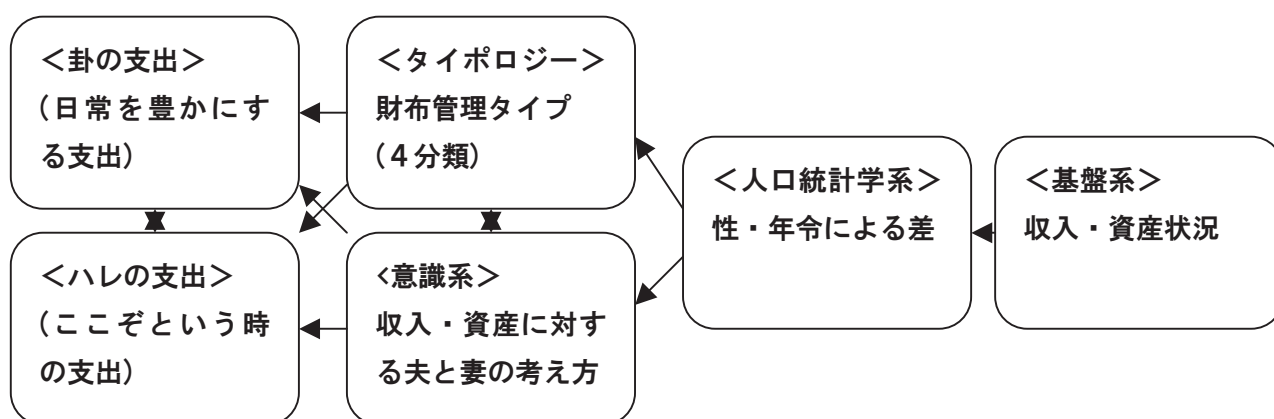 ＜卦の支出＞
（日常を豊かにす
る支出）
＜ハレの支出＞
（ここぞという時
の支出）
＜タイポロジー＞
財布管理タイプ
（４分類）
<意識系＞
収入・資産に対す
る夫と妻の考え方
＜人口統計学系＞
性・年令による差
＜基盤系＞
収入・資産状況